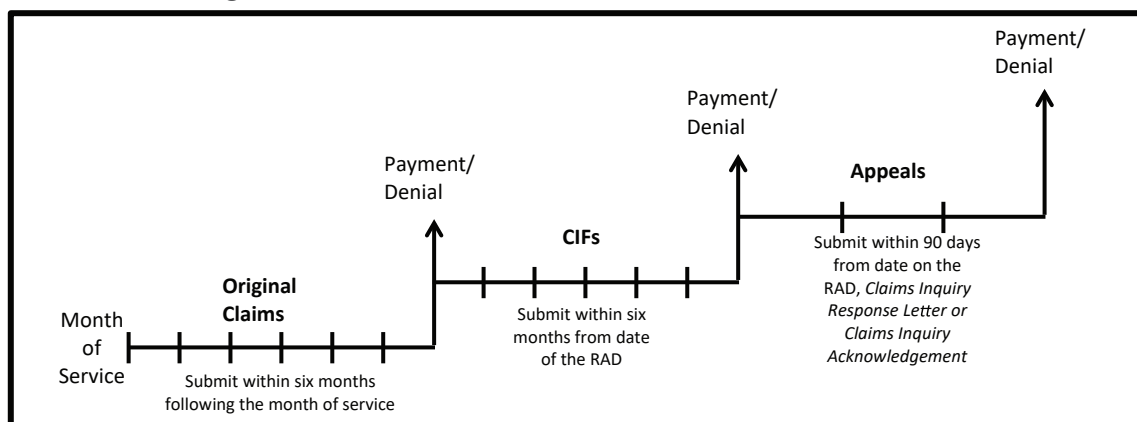 Month
of
Service
Original
Claims
Submit within six months
following the month of service
Payment/
Denial
CIFs
Submit within six
months from date
of the RAD
Payment/
Denial
Appeals
Submit within 90 days
from date on the
RAD, Claims Inquiry
Response Letter or
Claims Inquiry
Acknowledgement
Payment/
Denial